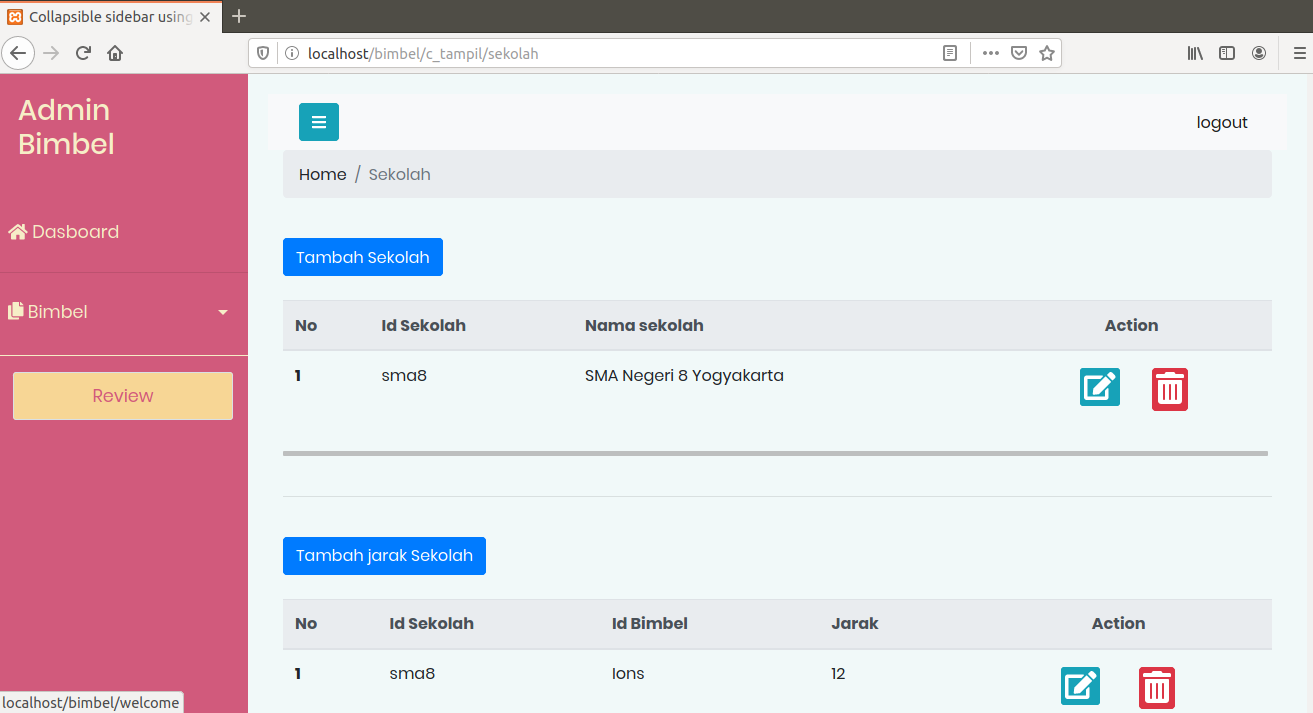 Collapsible sidebar using
localhost/bimbel/c_tampil/sekolah
Admin
Bimbel
logout
Home / Sekolah
Dasboard
Bimbel
Review
Tambah Sekolah
No Id Sekolah Nama sekolah Action
1 sma8 SMA Negeri 8 Yogyakarta
Tambah jarak Sekolah
No Id Sekolah Id Bimbel Jarak Action
1 sma8 Ions 12
localhost/bimbel/welcome